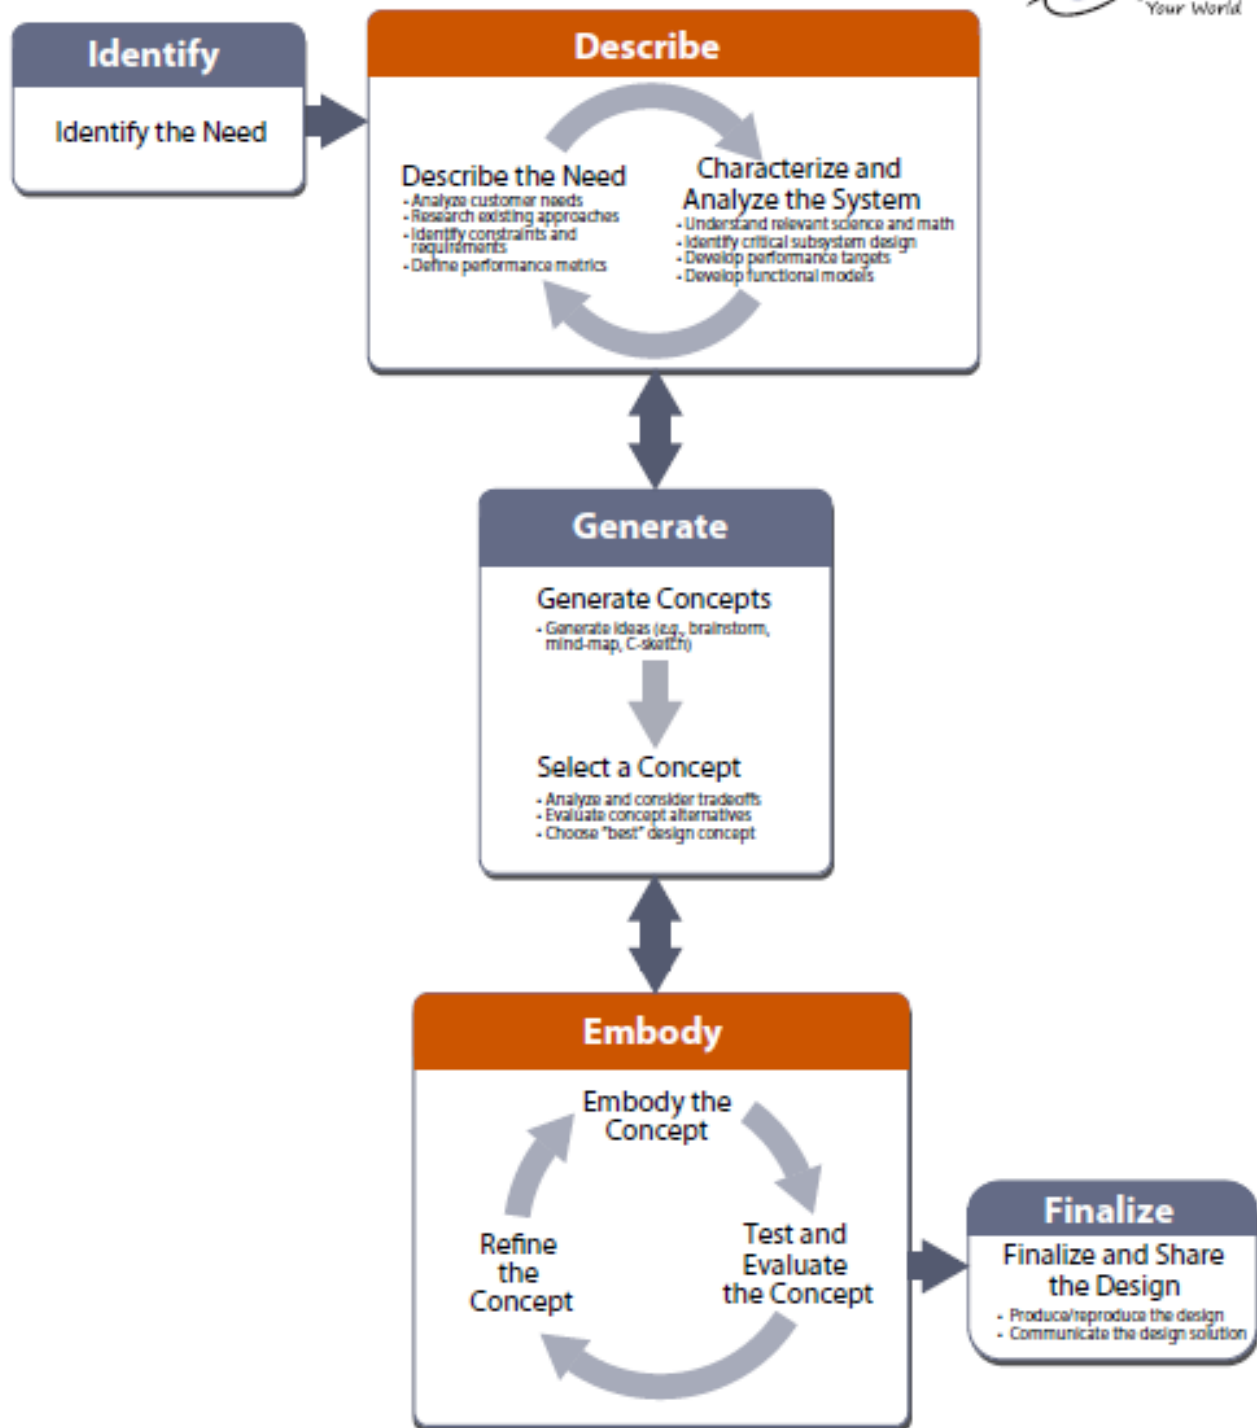 Your World
Identify
Identify the Need
Describe
Describe the Need
- Analyze customer needs
- Research existing approaches
- Identify constraints and
requirements
- Define performance metrics
Characterize and
Analyze the System
- Understand relevant science and math
- Identify critical subsystem design
- Develop performance targets
- Develop functional models
Generate
Generate Concepts
- Generate ideas (e.g., brainstorm,
mind-map, C-sketch)
Select a Concept
- Analyze and consider tradeoffs
- Evaluate concept alternatives
- Choose "best" design concept
Embody
Embody the
Concept
Test and
Evaluate
the Concept
Refine
the
Concept
Finalize
Finalize and Share
the Design
- Produce/reproduce the design
- Communicate the design solution